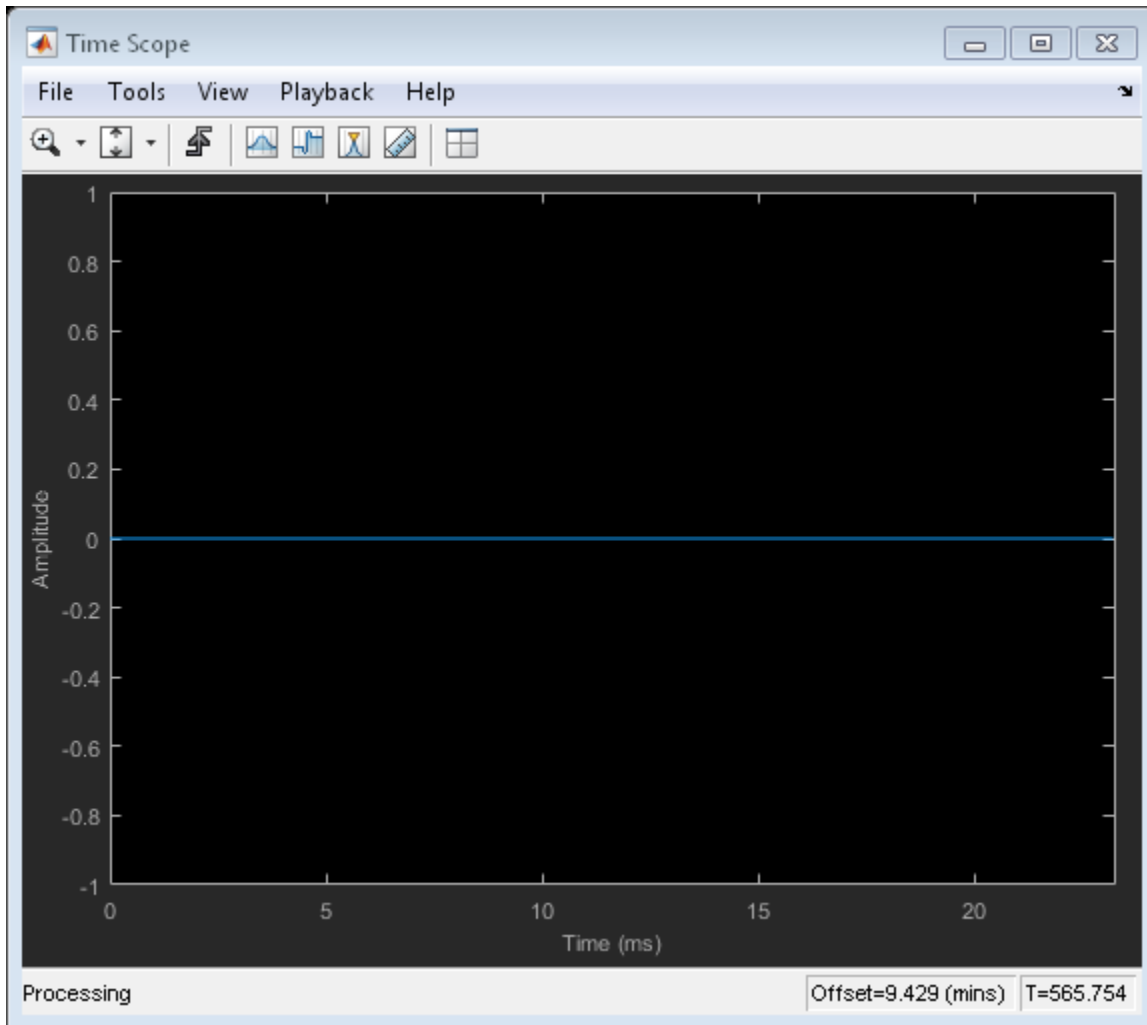 Time Scope
File Tools View Playback Help
1
0.8
0.6
0.4
0.2
0
-0.2
-0.4
-0.6
-0.8
-1
Amplitude
0 5 10 15 20
Time (ms)
Processing Offset=9.429 (mins) T=565.754